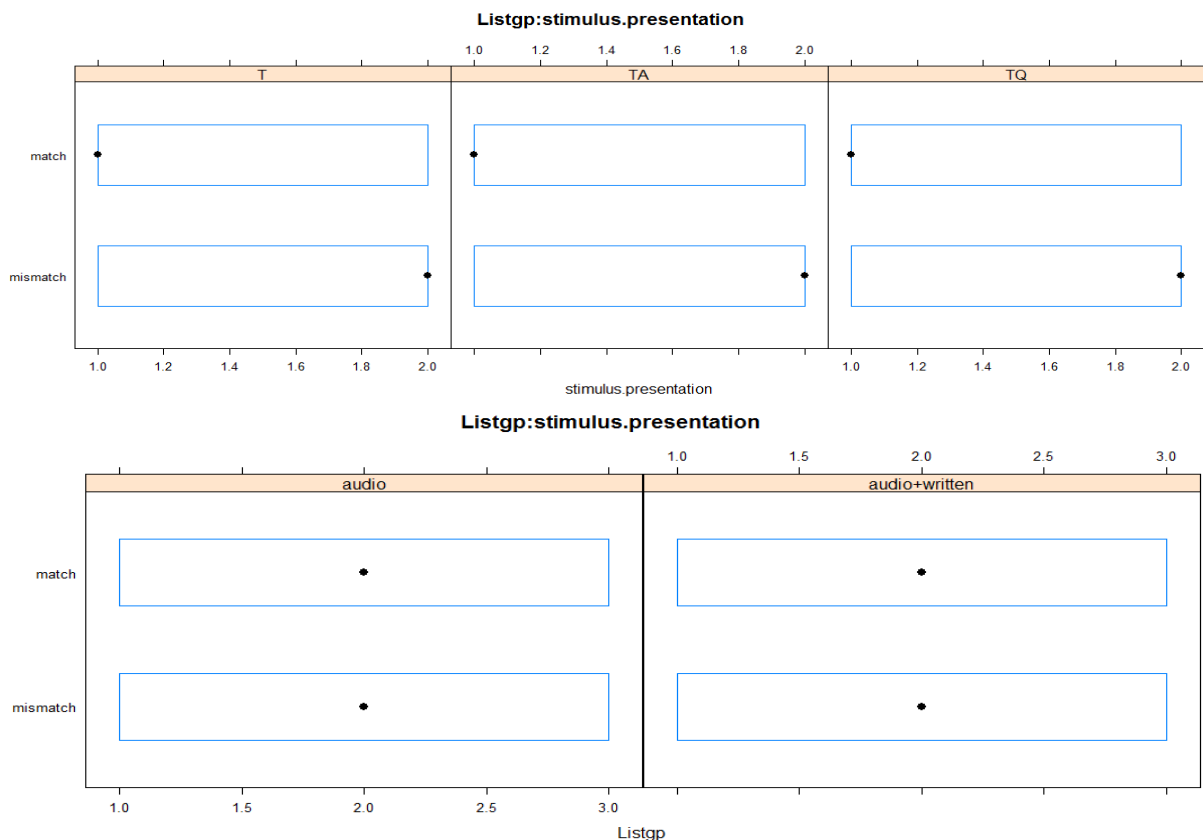 Listgp:stimulus.presentation
1.0 1.2 1.4 1.6 1.8 2.0
T TA TQ
match
mismatch
1.0 1.2 1.4 1.6 1.8 2.0 1.0 1.2 1.4 1.6 1.8 2.0
stimulus.presentation
Listgp:stimulus.presentation
1.0 1.5 2.0 2.5 3.0
audio audio+written
match
mismatch
1.0 1.5 2.0 2.5 3.0
Listgp